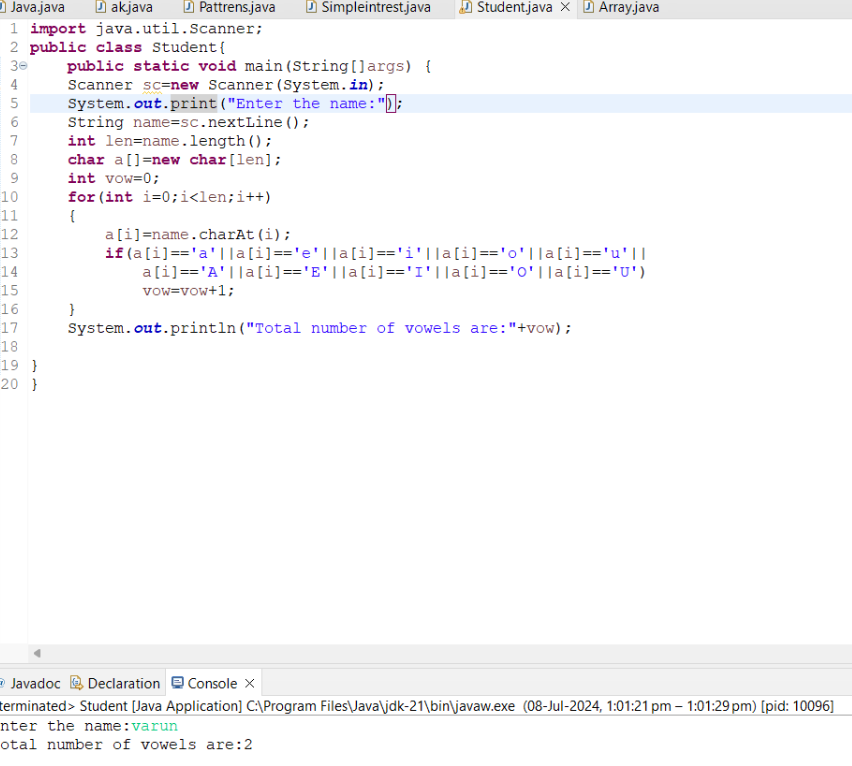 Java.java ak.java Pattrens.java Simpleintrest.java Student.java Array.java
1 import java.util.Scanner;
2 public class Student{
3 public static void main(String[]args) {
4 Scanner sc=new Scanner(System.in);
5 System.out.print("Enter the name:");
6 String name=sc.nextLine();
7 int len=name.length();
8 char a[]=new char[len];
9 int vow=0;
10 for(int i=0;i<len;i++)
11 {
12 a[i]=name.charAt(i);
13 if(a[i]=='a'||a[i]=='e'||a[i]=='i'||a[i]=='o'||a[i]=='u'||
14 a[i]=='A'||a[i]=='E'||a[i]=='I'||a[i]=='O'||a[i]=='U')
15 vow=vow+1;
16 }
17 System.out.println("Total number of vowels are:"+vow);
18
19 }
20 }
Javadoc Declaration Console
terminated> Student [Java Application] C:\Program Files\Java\jdk-21\bin\javaw.exe (08-Jul-2024, 1:01:21 pm – 1:01:29 pm) [pid: 10096]
nter the name:varun
otal number of vowels are:2